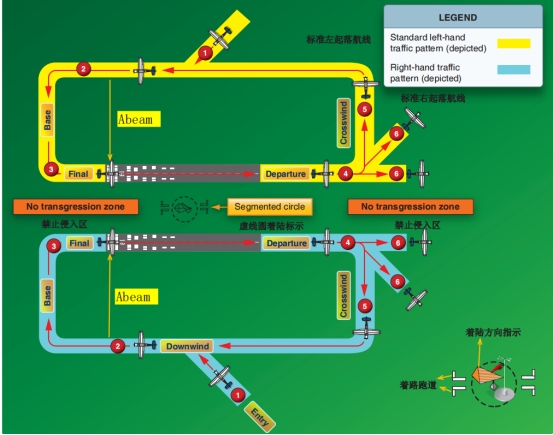 LEGEND
Standard left-hand
traffic pattern (depicted)
Right-hand traffic
pattern (depicted)
标准左起落航线
1
2
Base
Abeam
Crosswind
5
标准右起落航线
6
3
Final
Departure
4
6
No transgression zone
Segmented circle
No transgression zone
禁止侵入区
虚线圆着陆标示
禁止侵入区
3
Final
Departure
4
6
Base
Abeam
Crosswind
6
5
2
Downwind
着陆方向指示
着路跑道
1
Entry